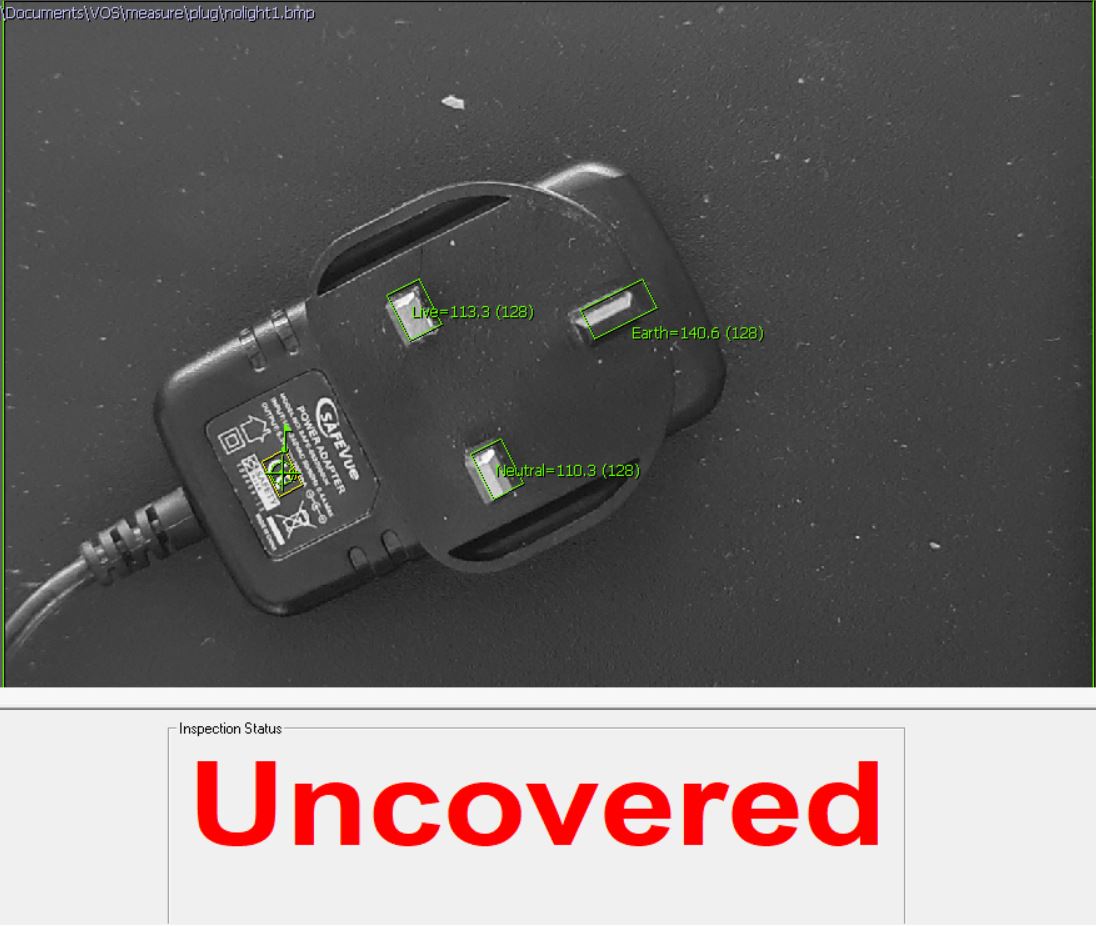 \Documents\VOS\measure\plug\nolight1.bmp
Live=113.3 (128)
Earth=140.6 (128)
Neutral=110.3 (128)
SAFEVue
POWER ADAPTER
Inspection Status
Uncovered